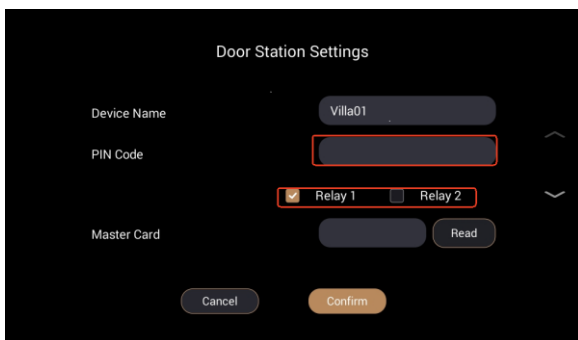 Door Station Settings
Device Name Villa01
PIN Code
Relay 1 Relay 2
Master Card Read
Cancel Confirm